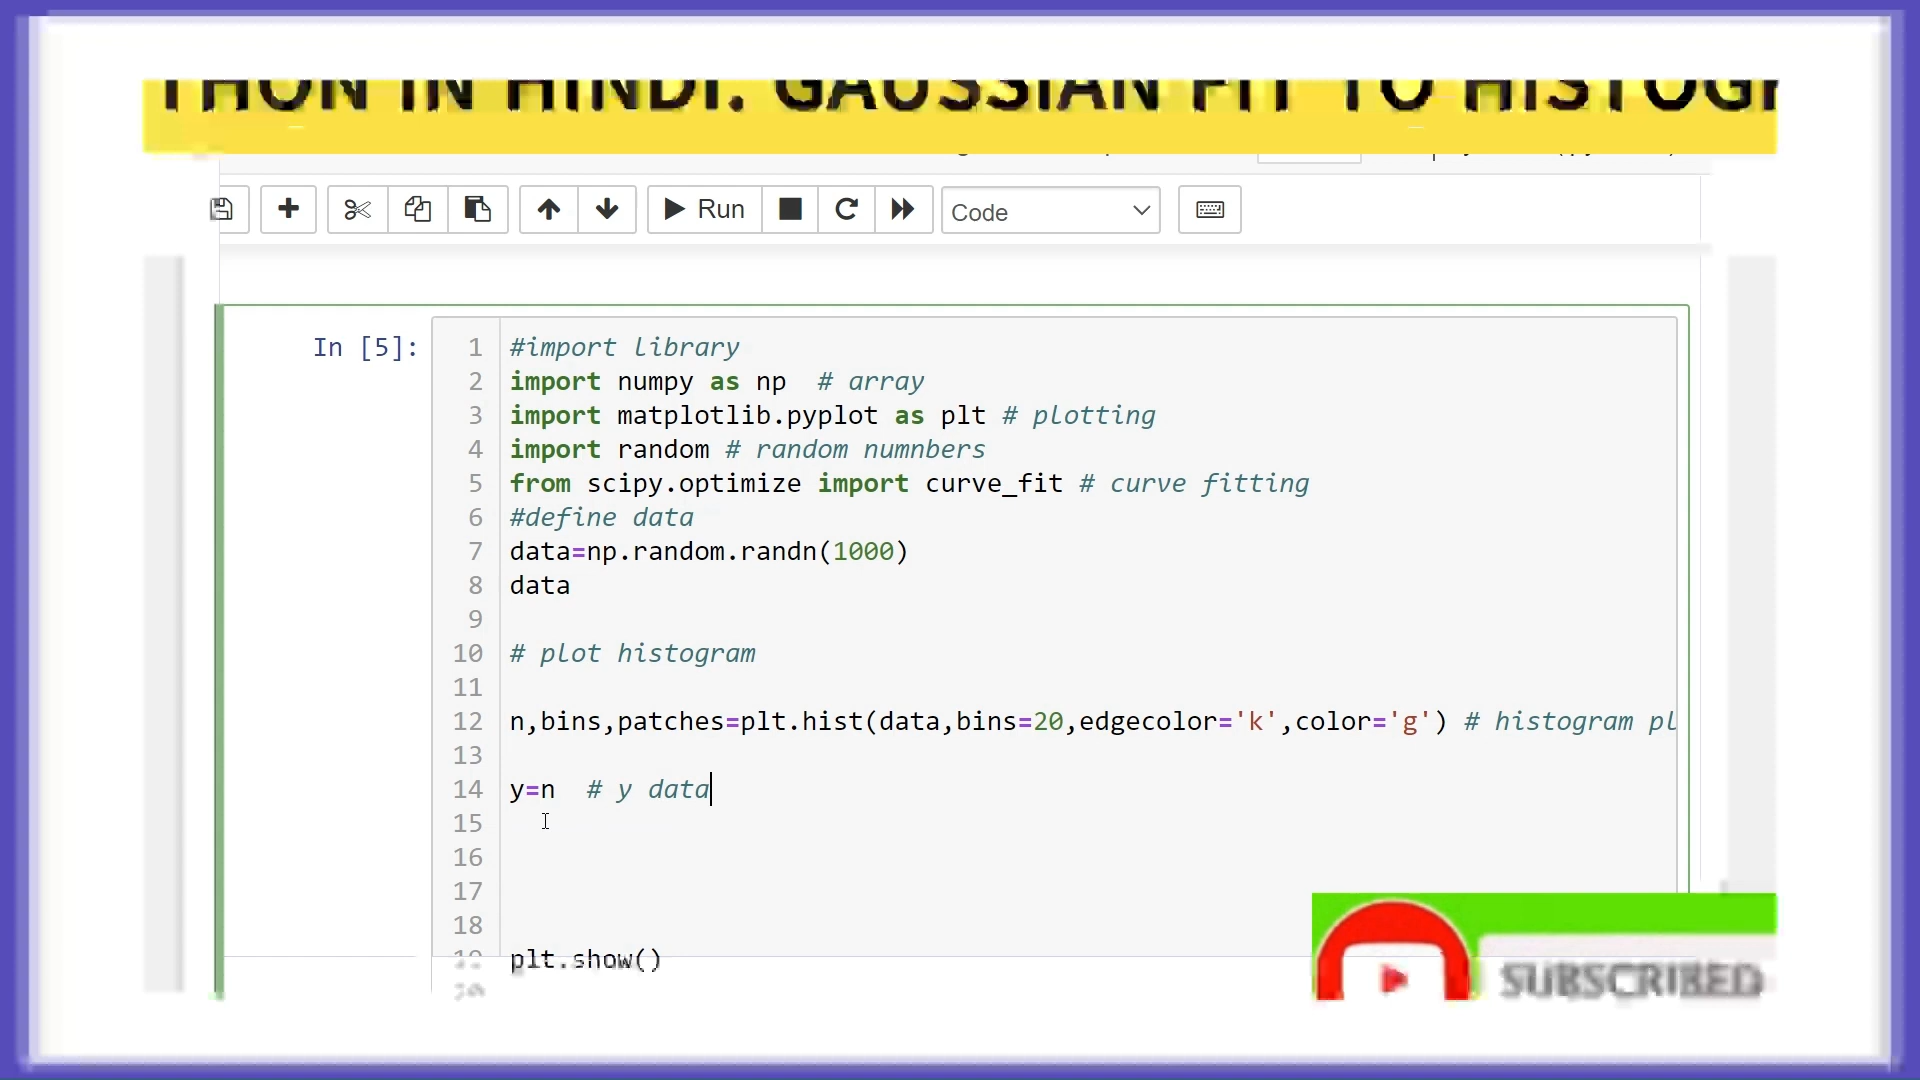 THON IN HINDI. GAUSSIAN FIT TO HISTOG
Run
Code
In [5]:
1 #import library
2 import numpy as np  # array
3 import matplotlib.pyplot as plt # plotting
4 import random # random numnbers
5 from scipy.optimize import curve_fit # curve fitting
6 #define data
7 data=np.random.randn(1000)
8 data
9
10 # plot histogram
11
12 n,bins,patches=plt.hist(data,bins=20,edgecolor='k',color='g') # histogram pl
13
14 y=n  # y data
15
16
17
18
19 plt.show()
SUBSCRIBED